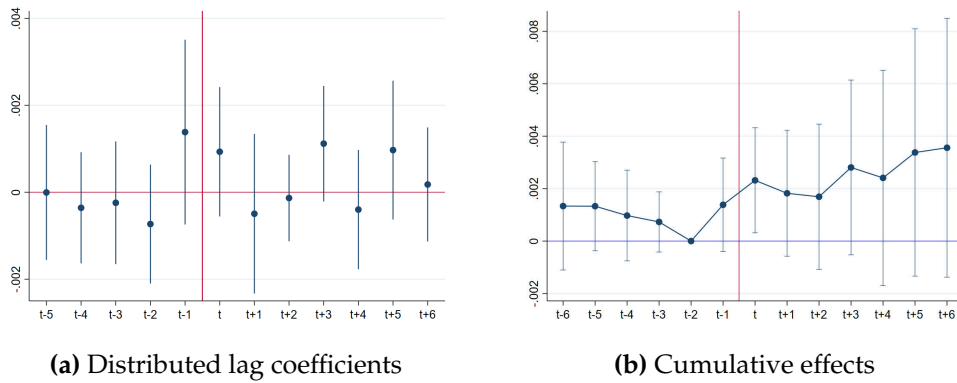 .004
.002
0
-.002
t-5 t-4 t-3 t-2 t-1 t t+1 t+2 t+3 t+4 t+5 t+6
(a) Distributed lag coefficients
.008
.006
.004
.002
0
-.002
t-6 t-5 t-4 t-3 t-2 t-1 t t+1 t+2 t+3 t+4 t+5 t+6
(b) Cumulative effects